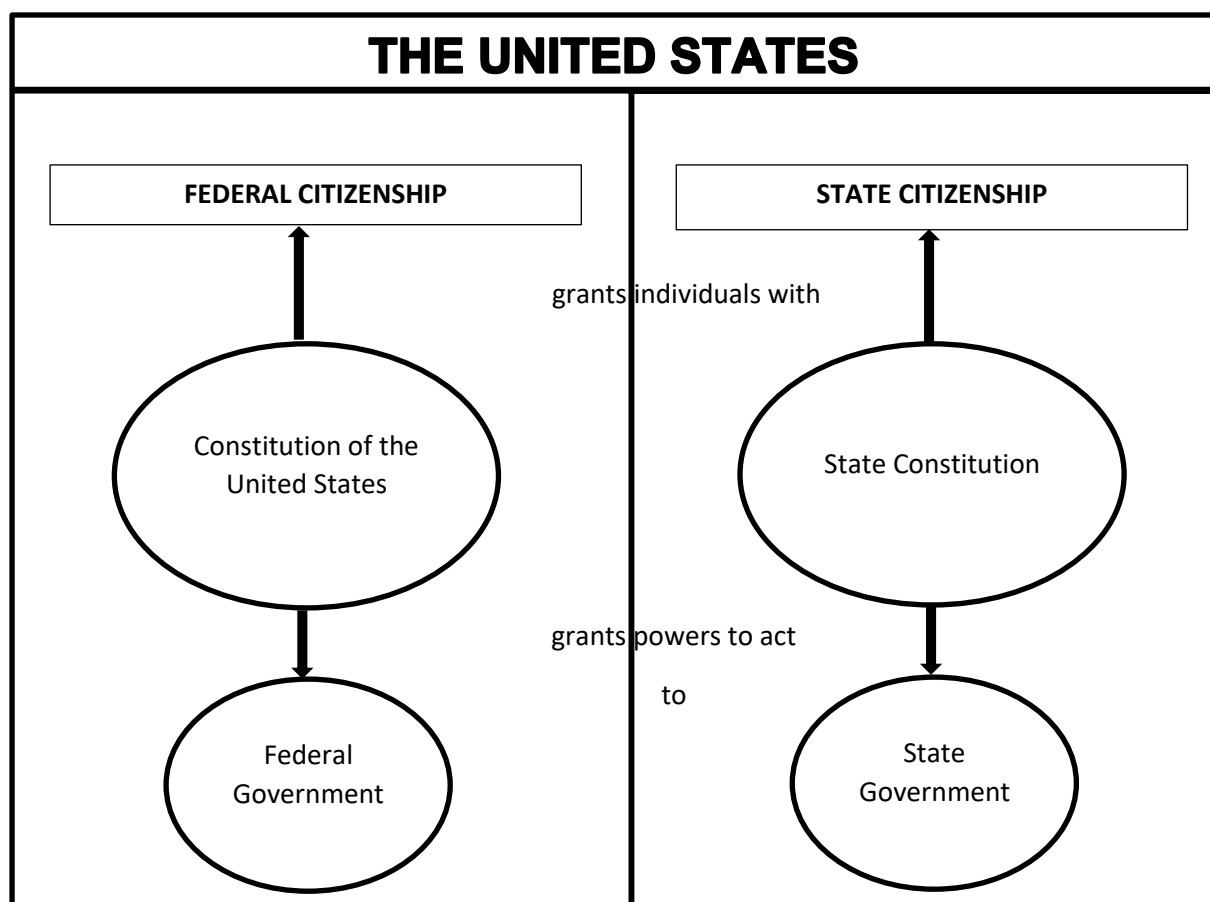 THE UNITED STATES
FEDERAL CITIZENSHIP
STATE CITIZENSHIP
grants individuals with
Constitution of the
United States
State Constitution
grants powers to act
to
Federal
Government
State
Government